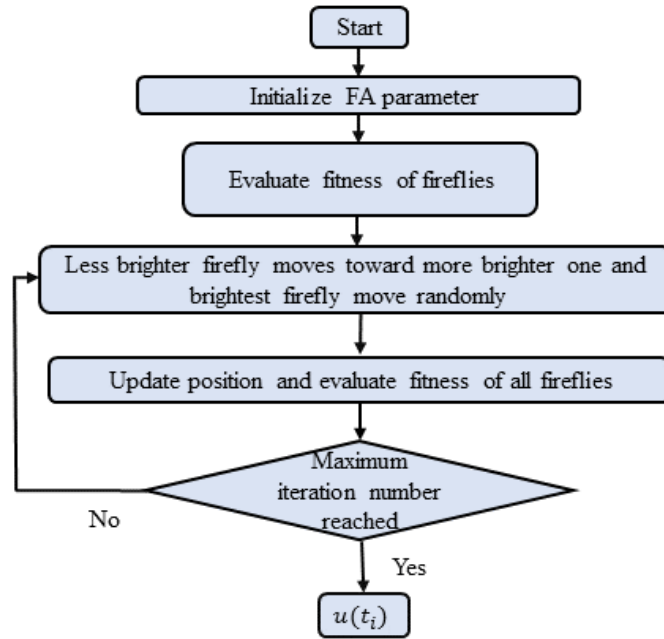 Start
Initialize FA parameter
Evaluate fitness of fireflies
Less brighter firefly moves toward more brighter one and
brightest firefly move randomly
Update position and evaluate fitness of all fireflies
Maximum
iteration number
reached
No
Yes
u(t_i)